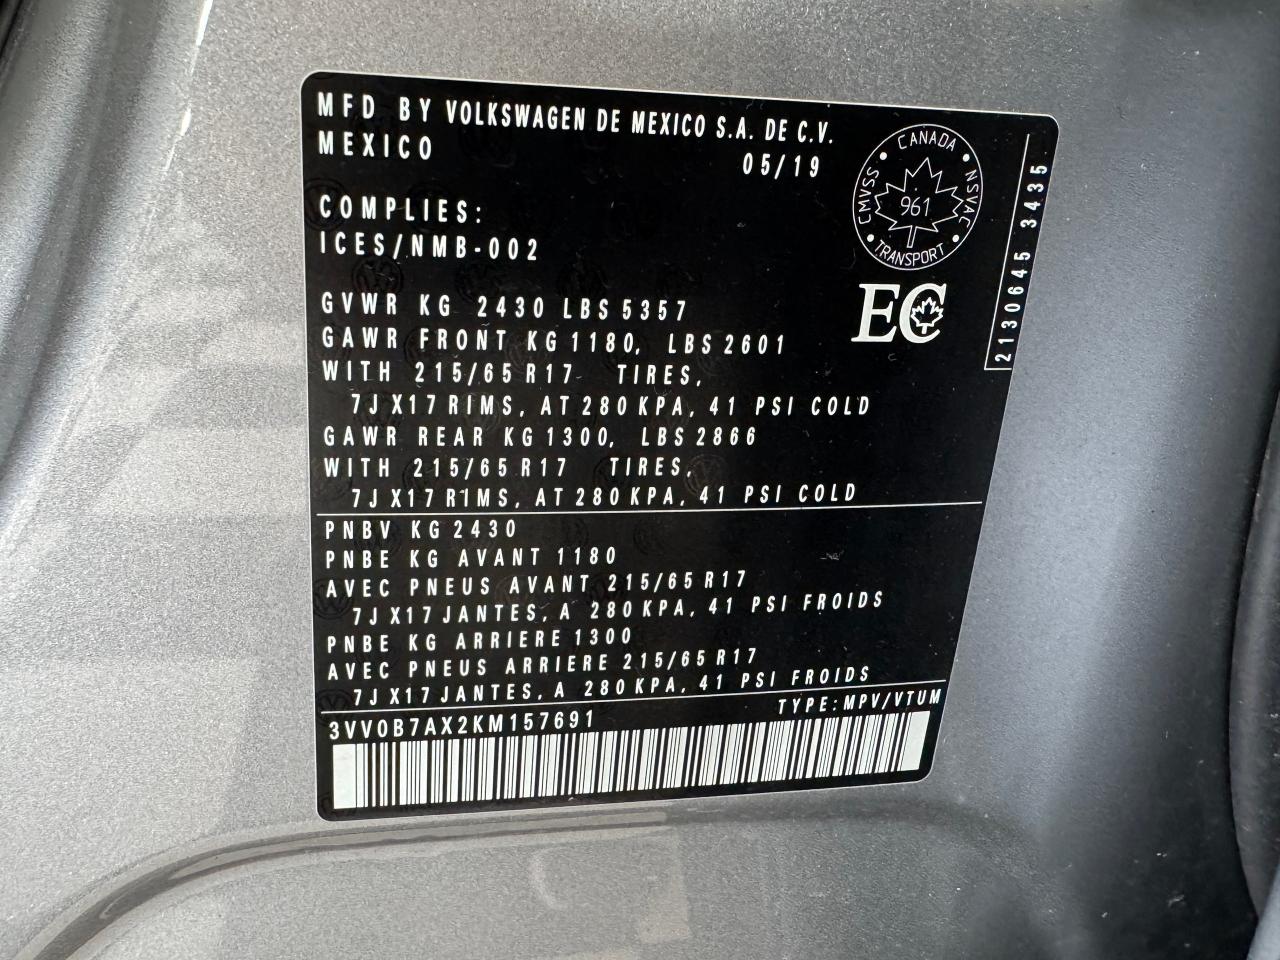 MFD BY VOLKSWAGEN DE MEXICO S.A. DE C.V.
MEXICO 05/19
COMPLIES:
ICES/NMB-002
GVWR KG 2430 LBS 5357
GAWR FRONT KG 1180, LBS 2601
WITH 215/65 R17 TIRES,
7J X17 RIMS, AT 280 KPA, 41 PSI COLD
GAWR REAR KG 1300, LBS 2866
WITH 215/65 R17 TIRES,
7J X17 RIMS, AT 280 KPA, 41 PSI COLD
PNBV KG 2430
PNBE KG AVANT 1180
AVEC PNEUS AVANT 215/65 R17
7J X17 JANTES, A 280 KPA, 41 PSI FROIDS
PNBE KG ARRIERE 1300
AVEC PNEUS ARRIERE 215/65 R17
7J X17 JANTES, A 280 KPA, 41 PSI FROIDS
TYPE: MPV/VTUM
3VV0B7AX2KM157691
CANADA
CMVSS
NSVAC
961
TRANSPORT
EC
2130645 3435